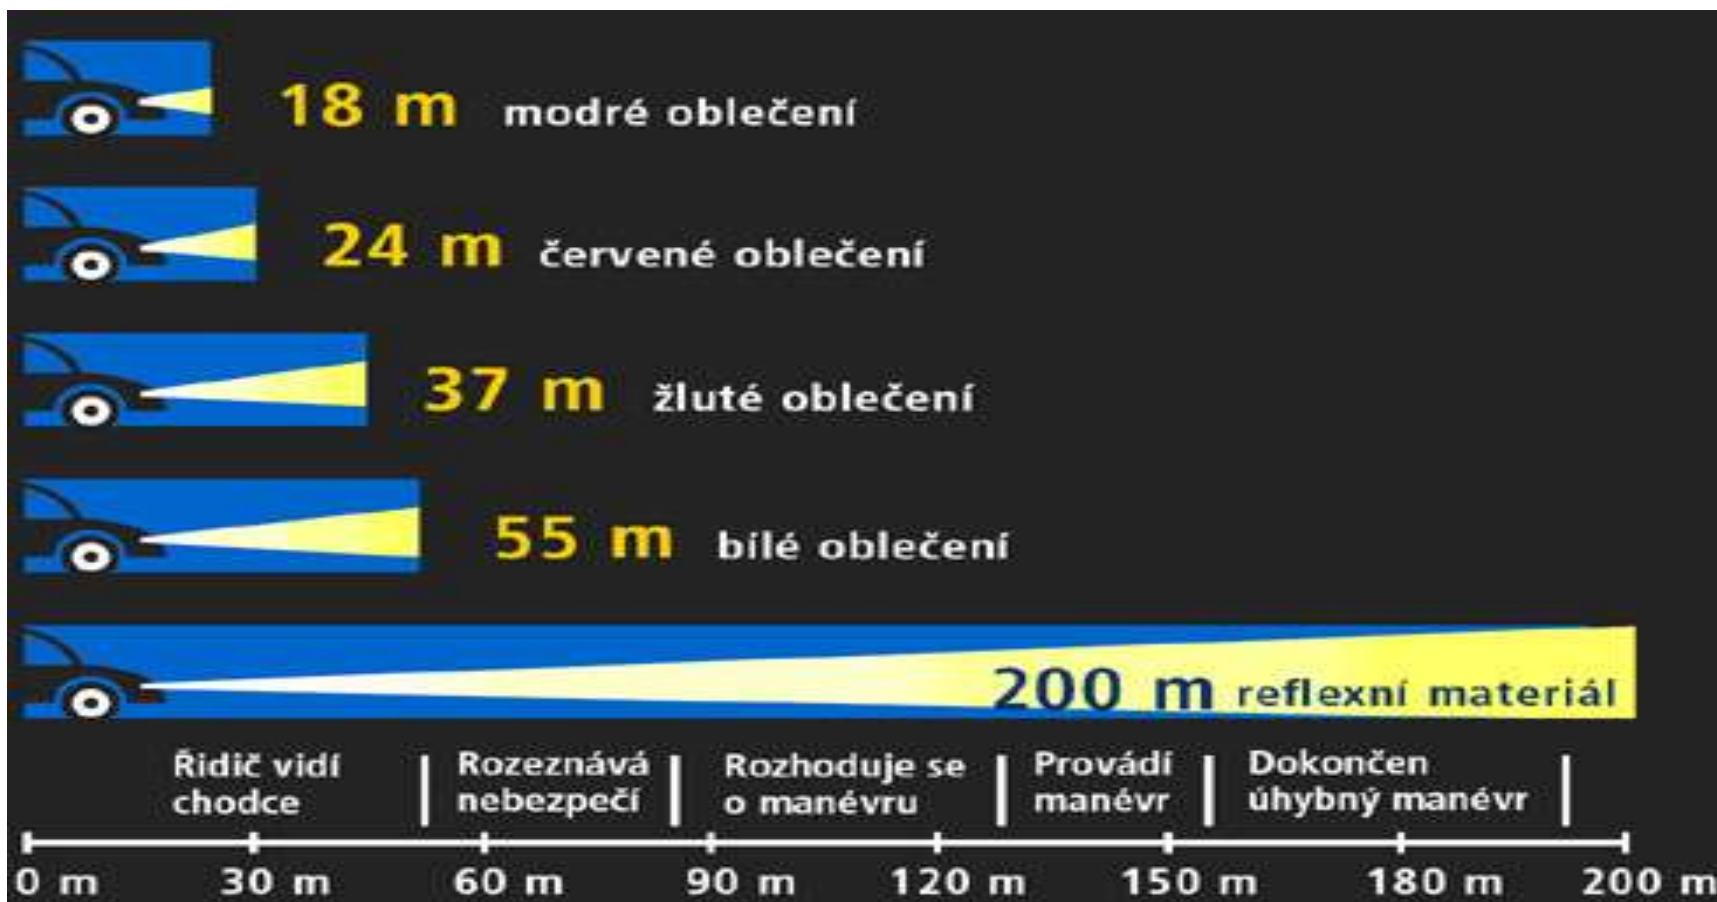 18 m modré oblečení
24 m červené oblečení
37 m žluté oblečení
55 m bílé oblečení
200 m reflexní materiál
Řidič vidí
chodce
Rozeznává
nebezpečí
Rozhoduje se
o manévru
Provádí
manévr
Dokončen
úhybný manévr
0 m 30 m 60 m 90 m 120 m 150 m 180 m 200 m